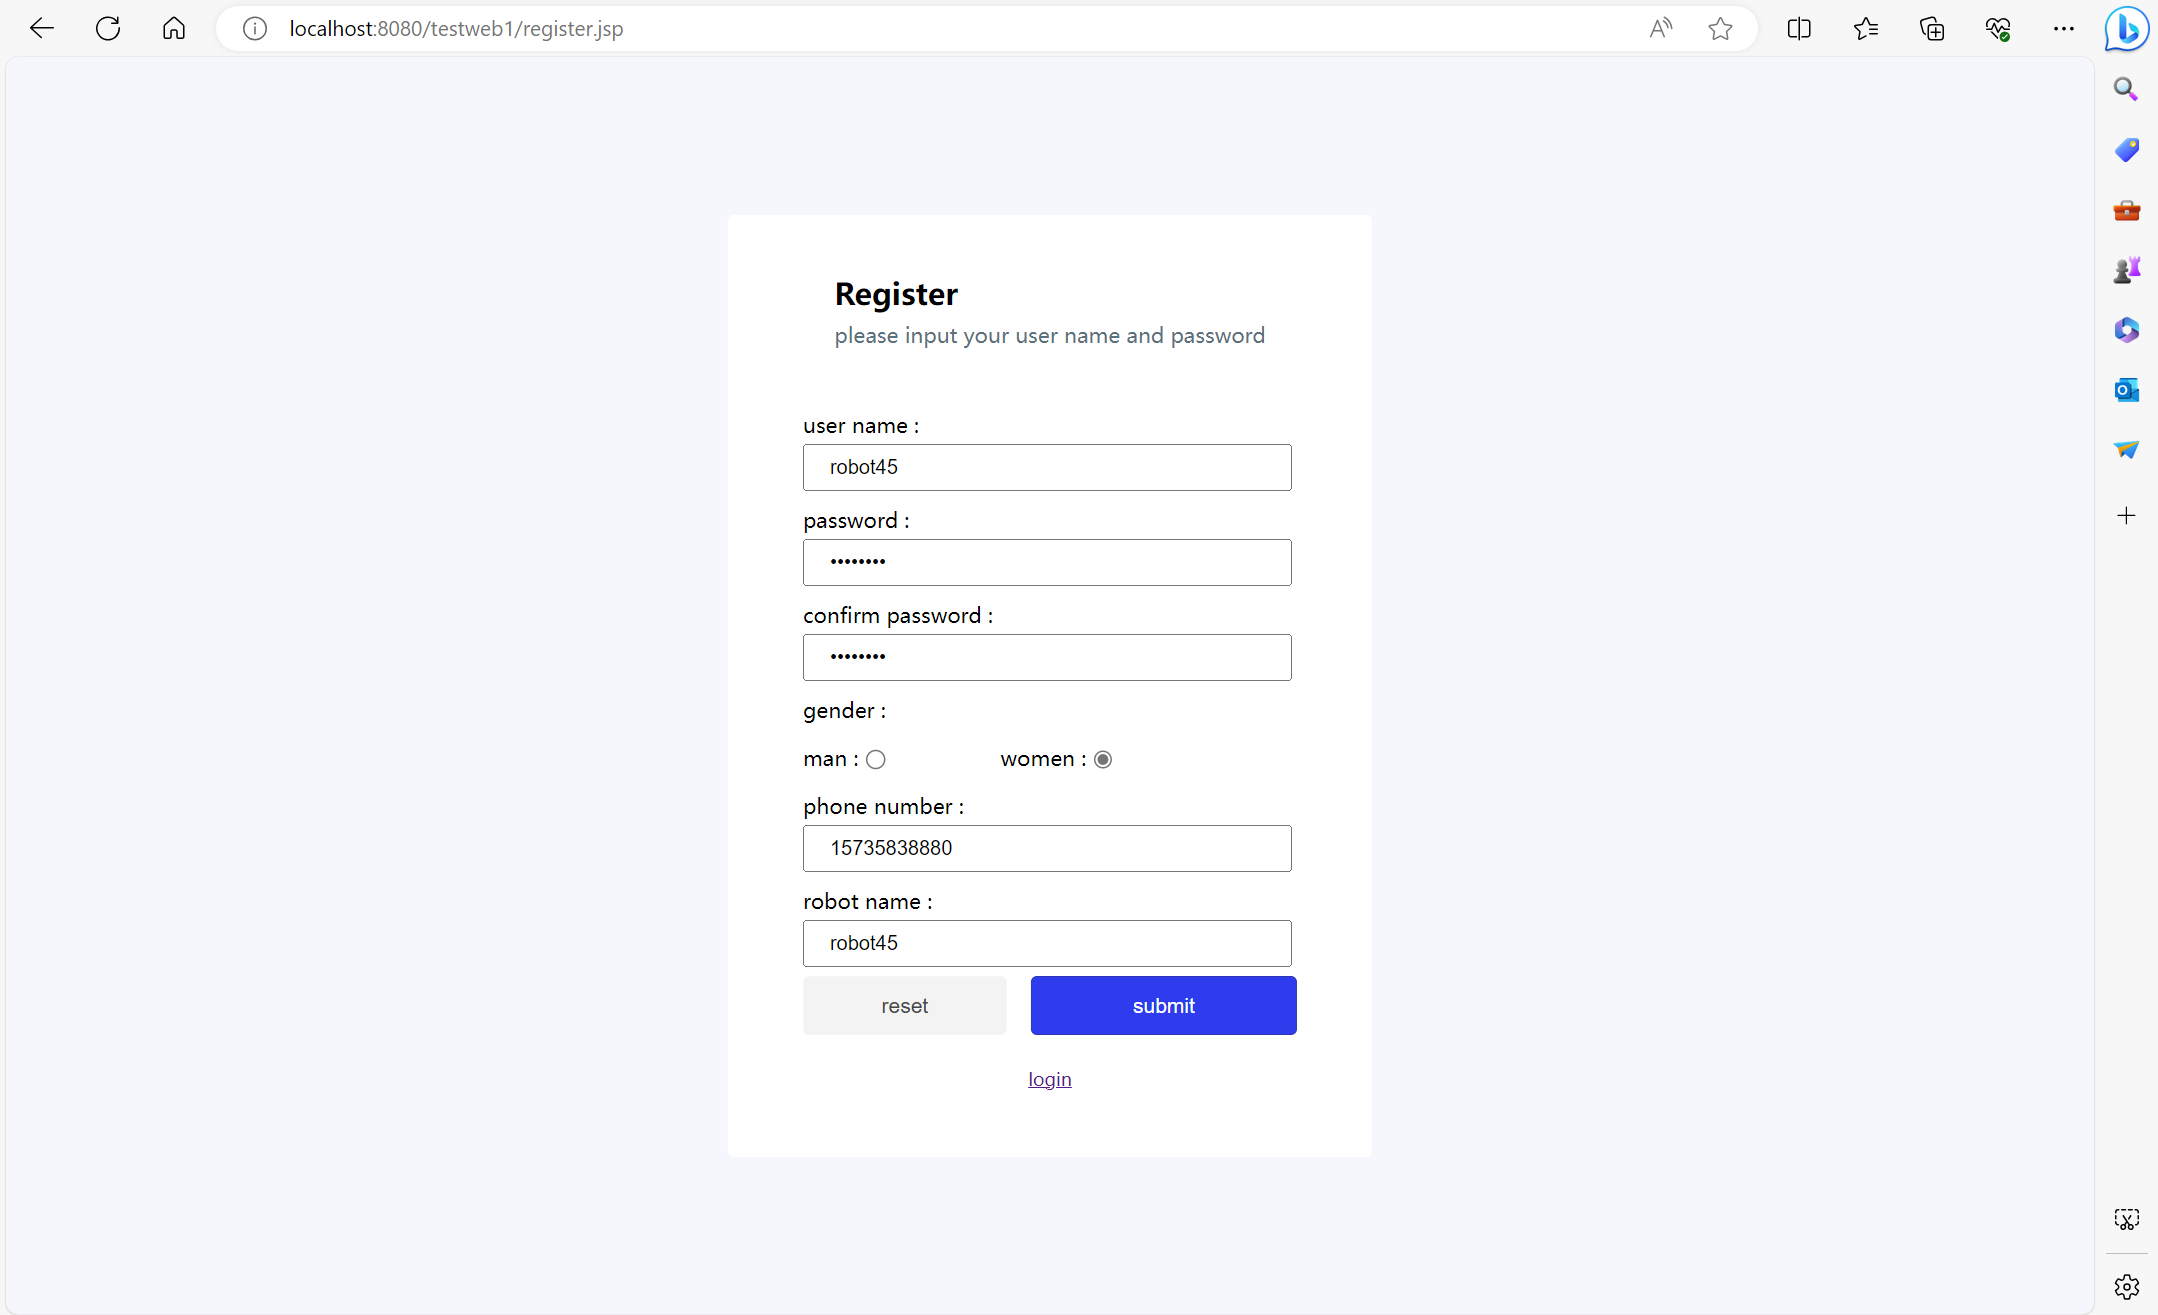 localhost:8080/testweb1/register.jsp
Register
please input your user name and password
user name :
robot45
password :
••••••••
confirm password :
••••••••
gender :
man : women :
phone number :
15735838880
robot name :
robot45
reset submit
login